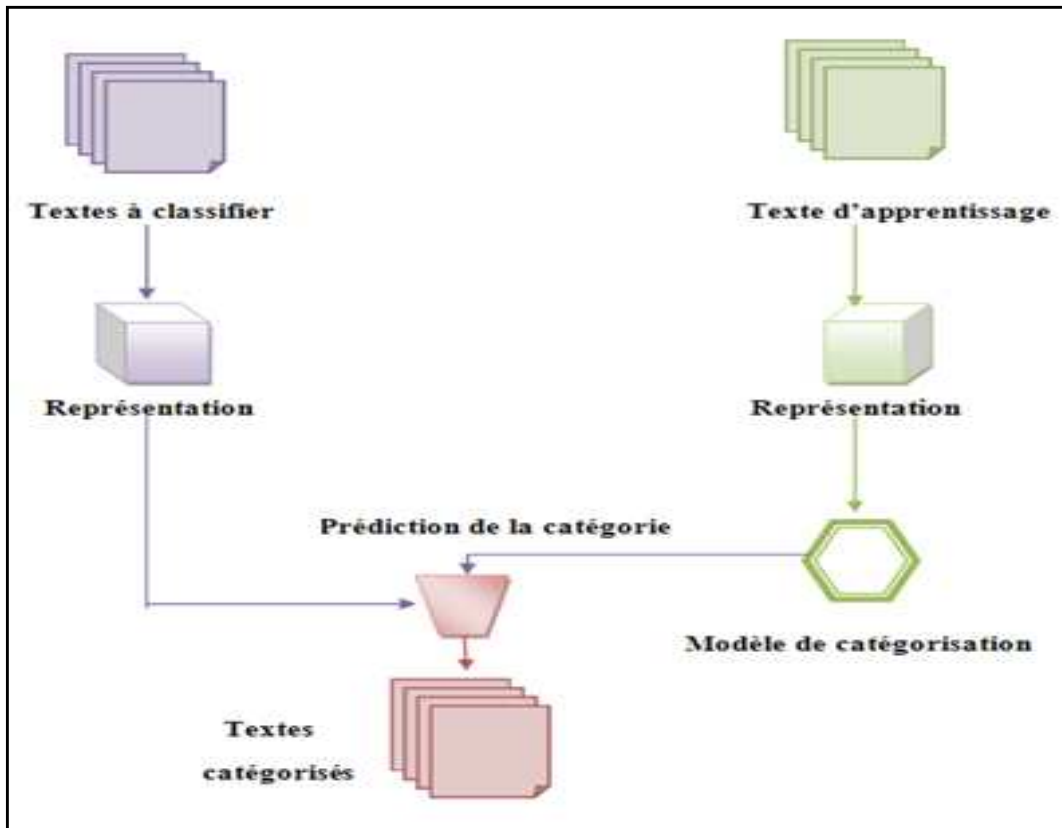 Textes à classifier
Texte d'apprentissage
Représentation
Représentation
Prédiction de la catégorie
Modèle de catégorisation
Textes
catégorisés